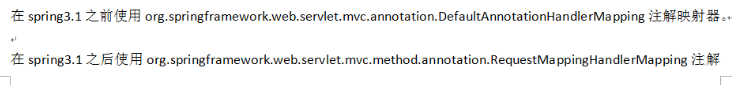 在 spring3.1 之前使用 org.springframework.web.servlet.mvc.annotation.DefaultAnnotationHandlerMapping 注解映射器。
在 spring3.1 之后使用 org.springframework.web.servlet.mvc.method.annotation.RequestMappingHandlerMapping 注解